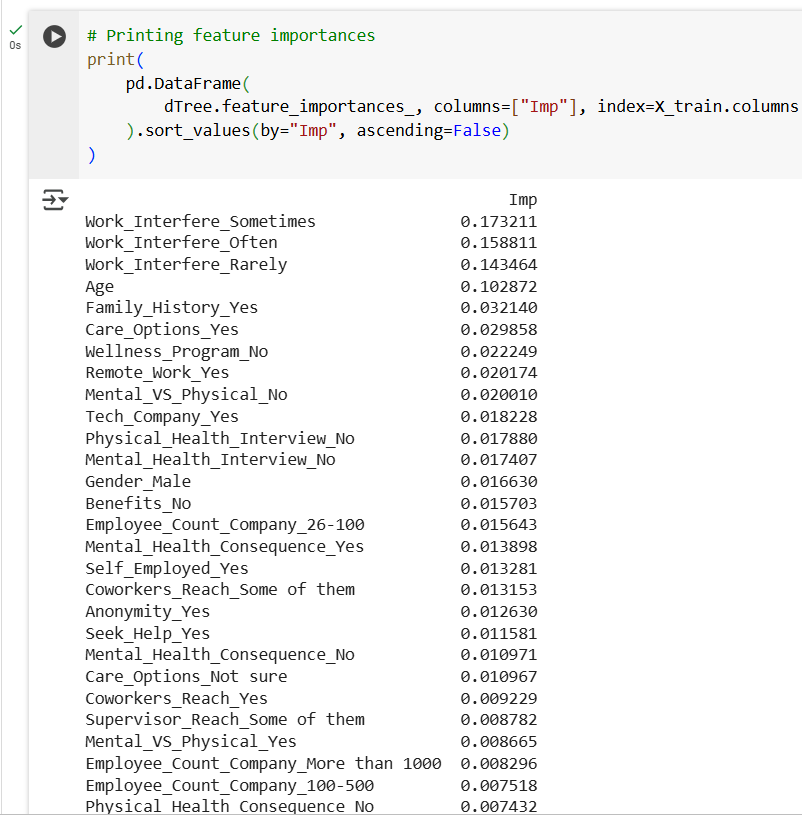 0s
# Printing feature importances
print(
pd.DataFrame(
dTree.feature_importances_, columns=["Imp"], index=X_train.columns
).sort_values(by="Imp", ascending=False)
)
Imp
Work_Interfere_Sometimes 0.173211
Work_Interfere_Often 0.158811
Work_Interfere_Rarely 0.143464
Age 0.102872
Family_History_Yes 0.032140
Care_Options_Yes 0.029858
Wellness_Program_No 0.022249
Remote_Work_Yes 0.020174
Mental_VS_Physical_No 0.020010
Tech_Company_Yes 0.018228
Physical_Health_Interview_No 0.017880
Mental_Health_Interview_No 0.017407
Gender_Male 0.016630
Benefits_No 0.015703
Employee_Count_Company_26-100 0.015643
Mental_Health_Consequence_Yes 0.013898
Self_Employed_Yes 0.013281
Coworkers_Reach_Some of them 0.013153
Anonymity_Yes 0.012630
Seek_Help_Yes 0.011581
Mental_Health_Consequence_No 0.010971
Care_Options_Not sure 0.010967
Coworkers_Reach_Yes 0.009229
Supervisor_Reach_Some of them 0.008782
Mental_VS_Physical_Yes 0.008665
Employee_Count_Company_More than 1000 0.008296
Employee_Count_Company_100-500 0.007518
Physical_Health_Consequence_No 0.007432